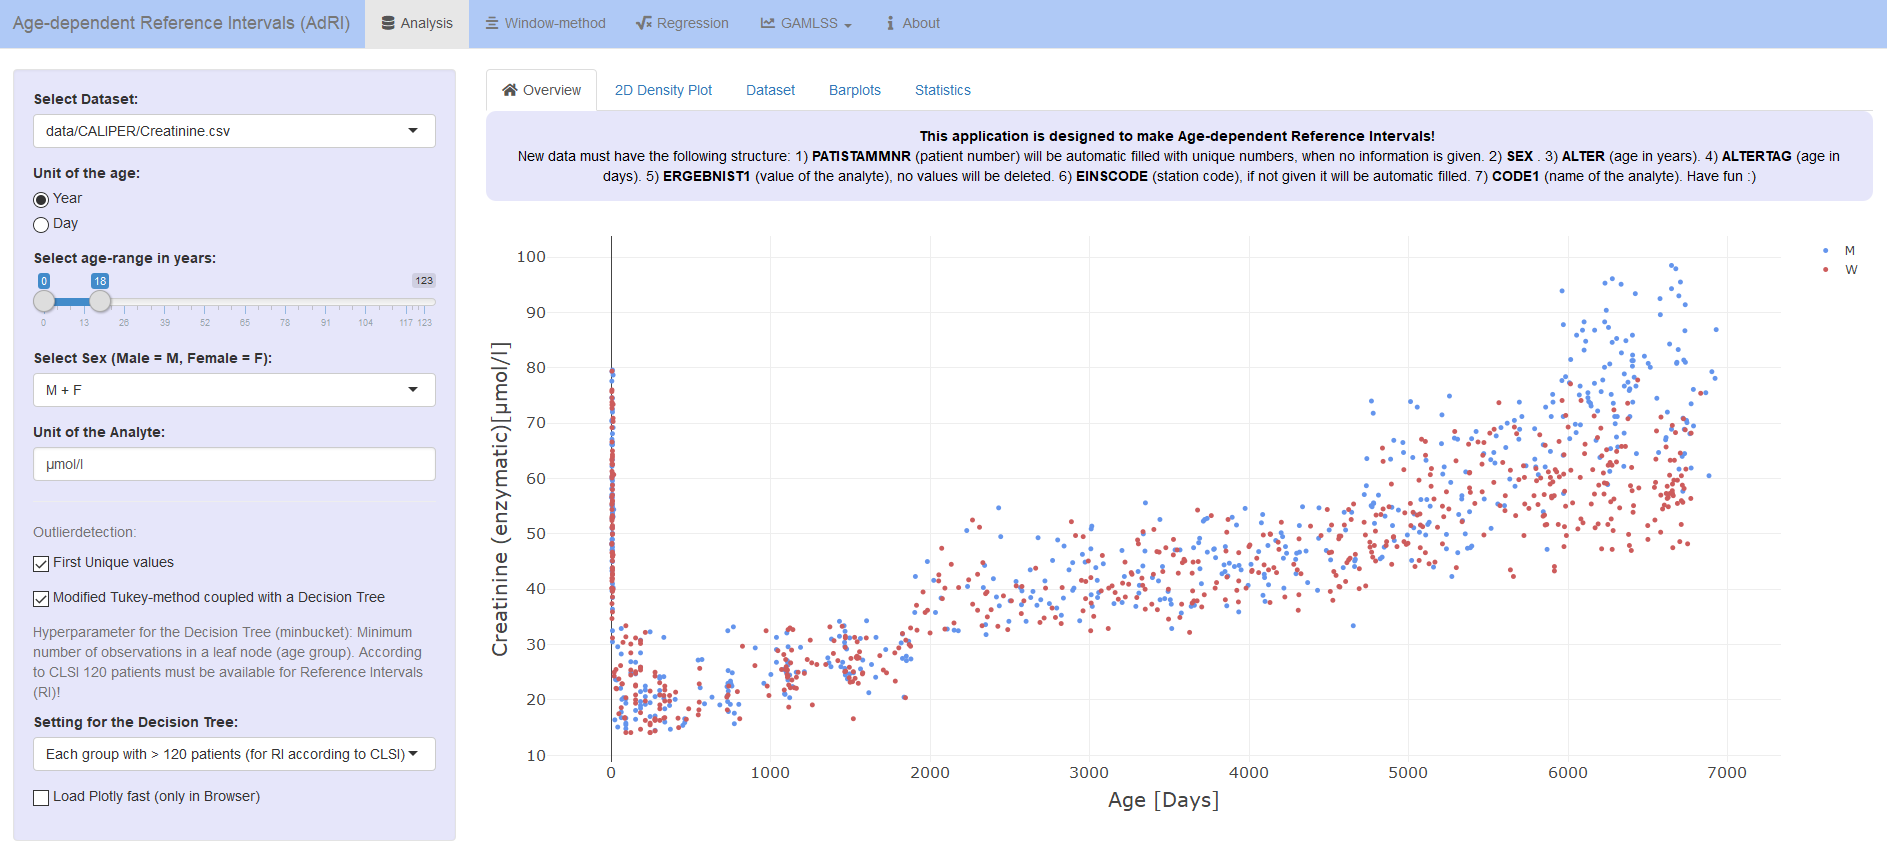 Age-dependent Reference Intervals (AdRI)
Analysis
Window-method
Regression
GAMLSS
About
Select Dataset:
data/CALIPER/Creatinine.csv
Unit of the age:
Year
Day
Select age-range in years:
0
18
123
0 13 26 39 52 65 78 91 104 117 123
Select Sex (Male = M, Female = F):
M + F
Unit of the Analyte:
µmol/l
Outlierdetection:
First Unique values
Modified Tukey-method coupled with a Decision Tree
Hyperparameter for the Decision Tree (minbucket): Minimum
number of observations in a leaf node (age group). According
to CLSI 120 patients must be available for Reference Intervals
(RI)!
Setting for the Decision Tree:
Each group with > 120 patients (for RI according to CLSI)
Load Plotly fast (only in Browser)
Overview
2D Density Plot
Dataset
Barplots
Statistics
This application is designed to make Age-dependent Reference Intervals!
New data must have the following structure: 1) PATISTAMMNR (patient number) will be automatic filled with unique numbers, when no information is given. 2) SEX . 3) ALTER (age in years). 4) ALTERTAG (age in
days). 5) ERGEBNIST1 (value of the analyte), no values will be deleted. 6) EINSCODE (station code), if not given it will be automatic filled. 7) CODE1 (name of the analyte). Have fun :)
Creatinine (enzymatic)[µmol/l]
100
90
80
70
60
50
40
30
20
10
0 1000 2000 3000 4000 5000 6000 7000
Age [Days]
M
W